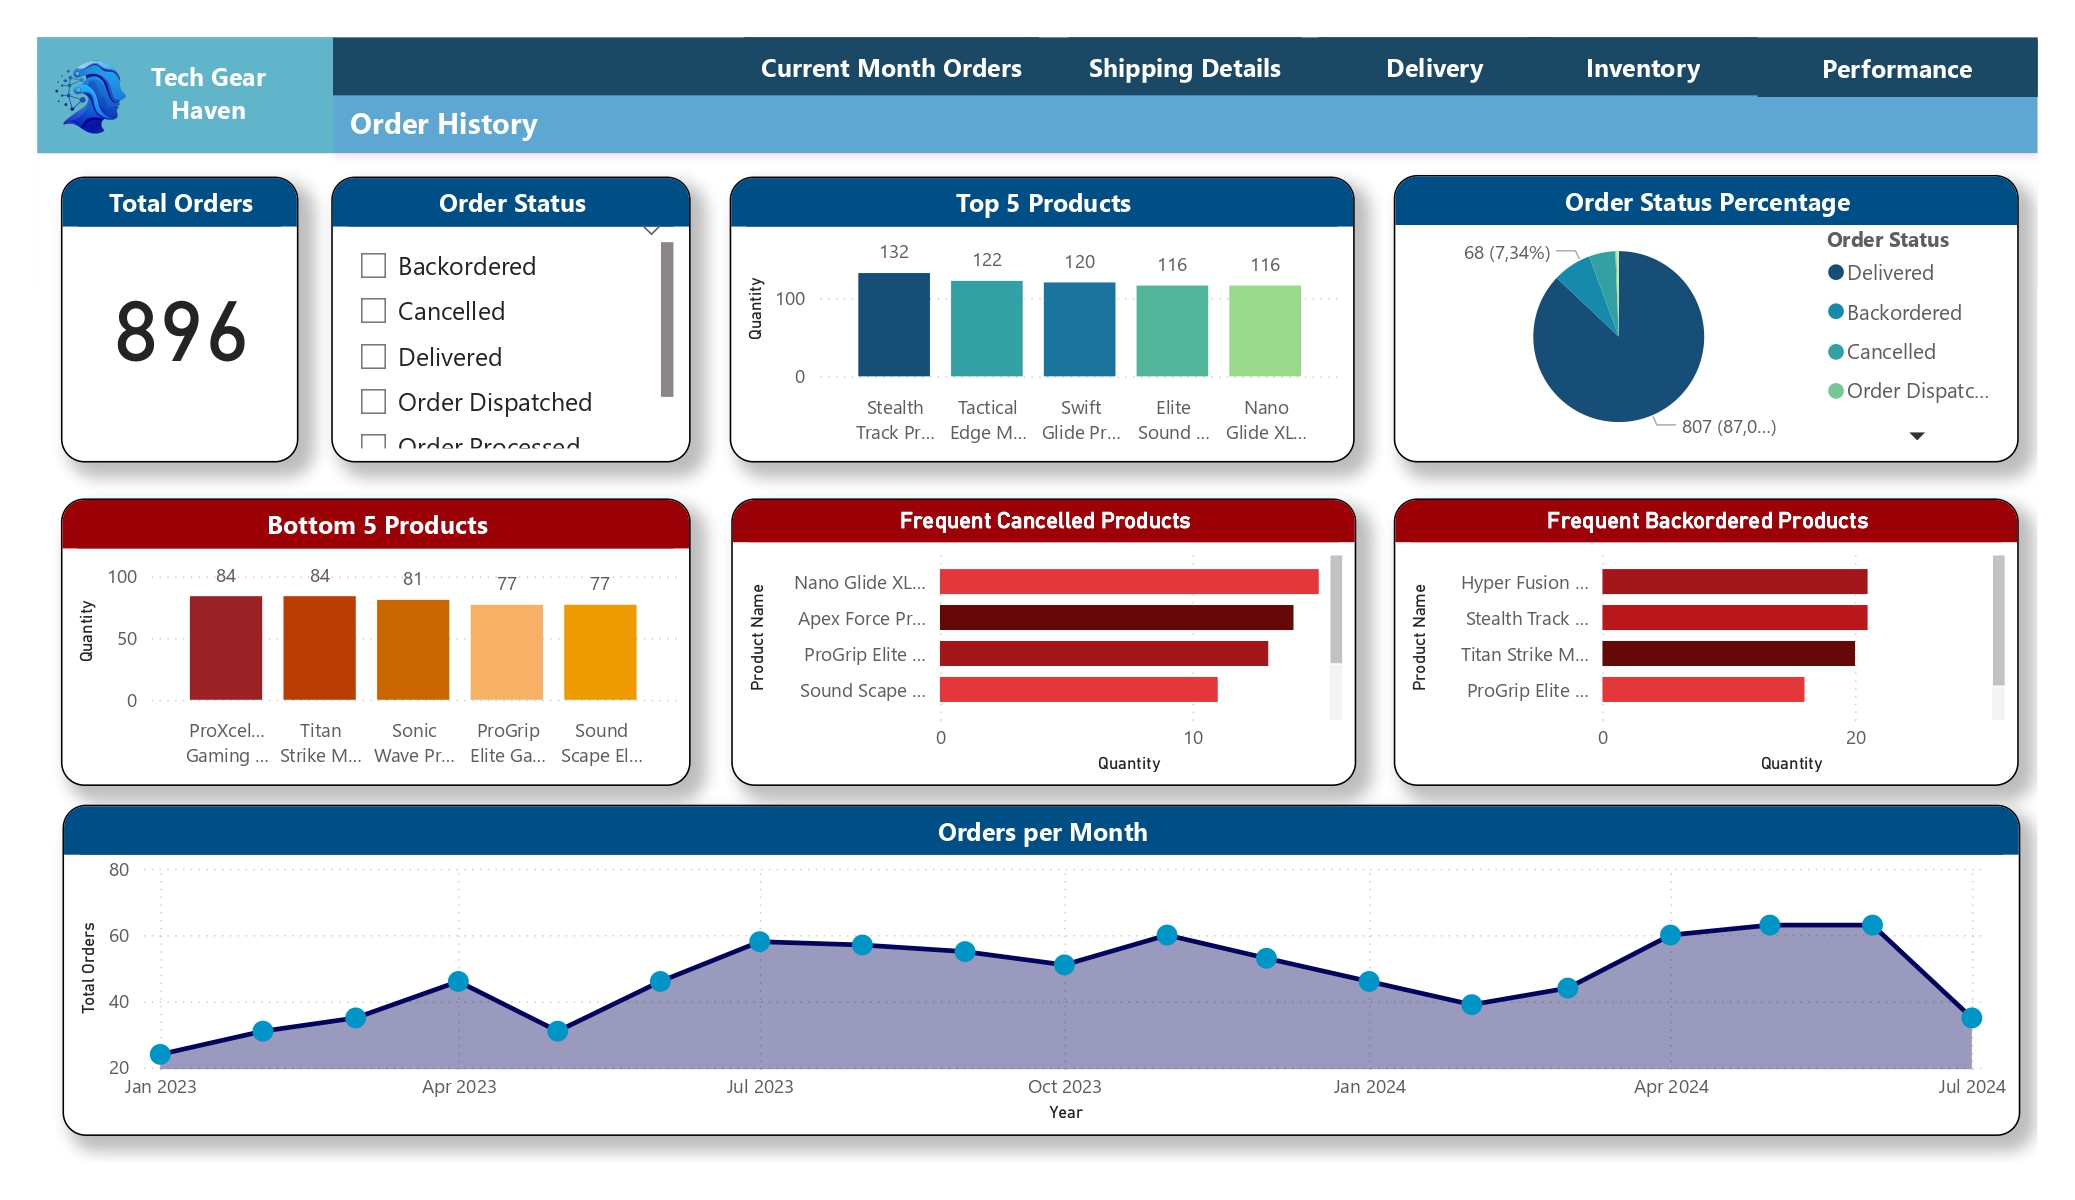 Tech Gear
Haven
Current Month Orders
Shipping Details
Delivery
Inventory
Performance
Order History
Total Orders
896
Order Status
Backordered
Cancelled
Delivered
Order Dispatched
Order Processed
Top 5 Products
Quantity
100
0
132
122
120
116
116
Stealth
Track Pr...
Tactical
Edge M...
Swift
Glide Pr...
Elite
Sound ...
Nano
Glide XL...
Order Status Percentage
68 (7,34%)
807 (87,0...)
Order Status
Delivered
Backordered
Cancelled
Order Dispatc...
Bottom 5 Products
Quantity
100
50
0
84
84
81
77
77
ProXcel...
Gaming ...
Titan
Strike M...
Sonic
Wave Pr...
ProGrip
Elite Ga...
Sound
Scape El...
Frequent Cancelled Products
Product Name
Nano Glide XL...
Apex Force Pr...
ProGrip Elite ...
Sound Scape ...
0
10
Quantity
Frequent Backordered Products
Product Name
Hyper Fusion ...
Stealth Track ...
Titan Strike M...
ProGrip Elite ...
0
20
Quantity
Orders per Month
Total Orders
80
60
40
20
Jan 2023
Apr 2023
Jul 2023
Oct 2023
Jan 2024
Apr 2024
Jul 2024
Year